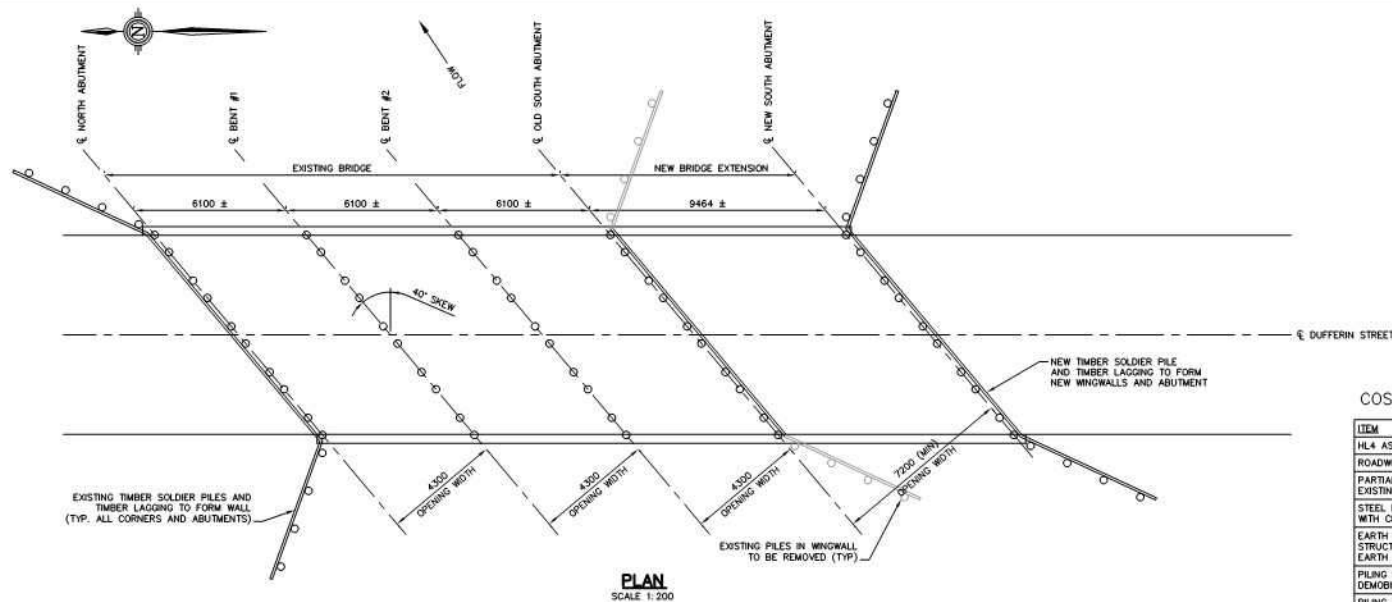 N
℄ NORTH ABUTMENT
℄ BENT #1
℄ BENT #2
FLOW
℄ OLD SOUTH ABUTMENT
℄ NEW SOUTH ABUTMENT
EXISTING BRIDGE
NEW BRIDGE EXTENSION
6100 ±
6100 ±
6100 ±
9464 ±
40° SKEW
℄ DUFFERIN STREET
NEW TIMBER SOLDIER PILE
AND TIMBER LAGGING TO FORM
NEW WINGWALLS AND ABUTMENT
4300
OPENING WIDTH
4300
OPENING WIDTH
4300
OPENING WIDTH
7200 (MIN)
OPENING WIDTH
EXISTING TIMBER SOLDIER PILES AND
TIMBER LAGGING TO FORM WALL
(TYP. ALL CORNERS AND ABUTMENTS)
EXISTING PILES IN WINGWALL
TO BE REMOVED (TYP)
PLAN
SCALE 1:200
COS
ITEM
HL4 AS
ROADW
PARTIA
EXISTIN
STEEL
WITH C
EARTH
STRUCT
EARTH
PILING
DEMOBI